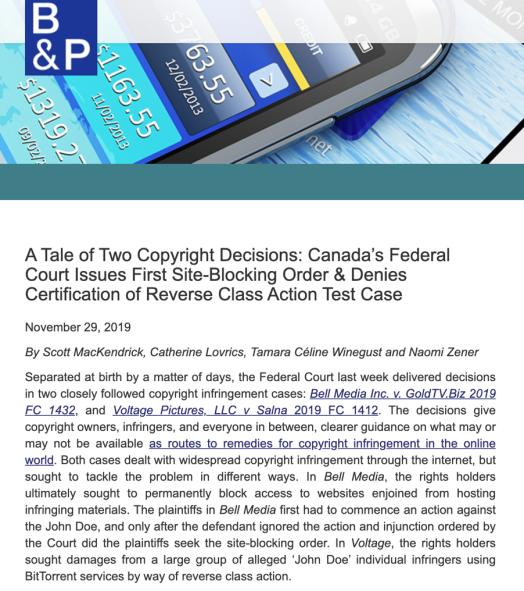 B
&P
$1319.2
09/02/
$1163.55
11/02/2013
$3763.55
12/02/2013
CREDIT
4 GB
net
E MO
A Tale of Two Copyright Decisions: Canada’s Federal
Court Issues First Site-Blocking Order & Denies
Certification of Reverse Class Action Test Case
November 29, 2019
By Scott MacKendrick, Catherine Lovrics, Tamara Céline Winegust and Naomi Zener
Separated at birth by a matter of days, the Federal Court last week delivered decisions
in two closely followed copyright infringement cases: Bell Media Inc. v. GoldTV.Biz 2019
FC 1432, and Voltage Pictures, LLC v Salna 2019 FC 1412. The decisions give
copyright owners, infringers, and everyone in between, clearer guidance on what may or
may not be available as routes to remedies for copyright infringement in the online
world. Both cases dealt with widespread copyright infringement through the internet, but
sought to tackle the problem in different ways. In Bell Media, the rights holders
ultimately sought to permanently block access to websites enjoined from hosting
infringing materials. The plaintiffs in Bell Media first had to commence an action against
the John Doe, and only after the defendant ignored the action and injunction ordered by
the Court did the plaintiffs seek the site-blocking order. In Voltage, the rights holders
sought damages from a large group of alleged ‘John Doe’ individual infringers using
BitTorrent services by way of reverse class action.